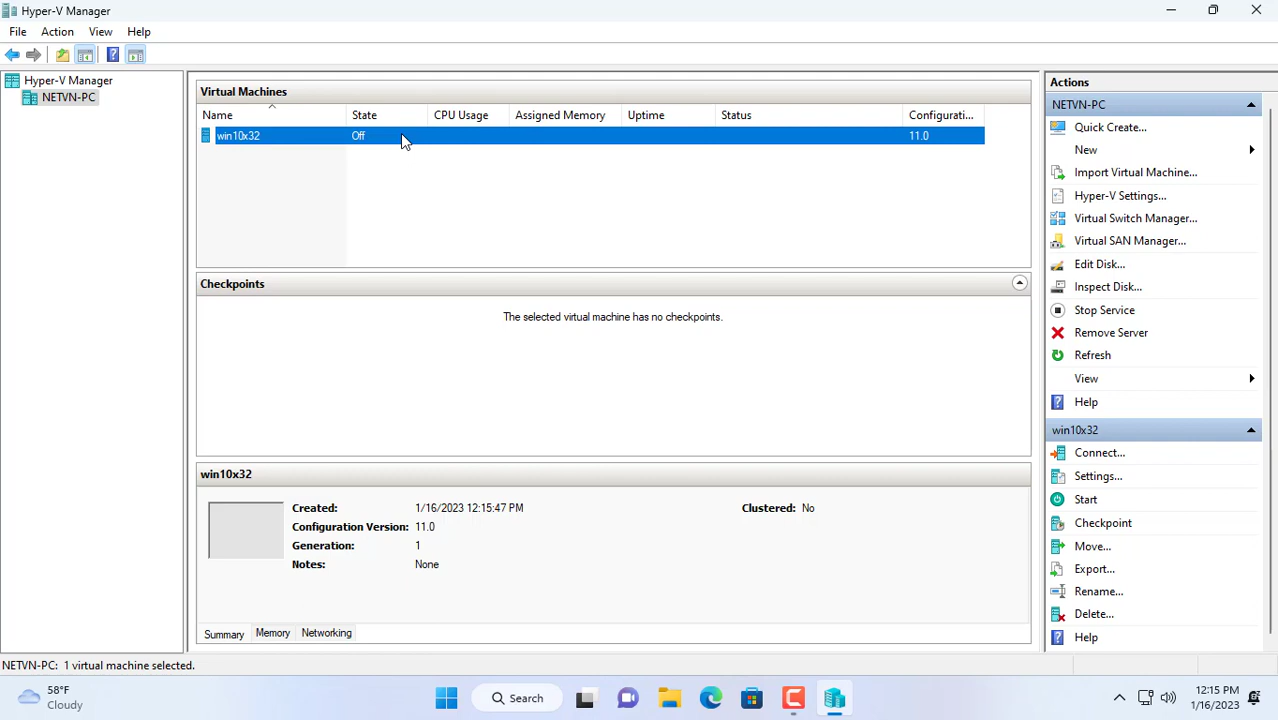 Hyper-V Manager
File Action View Help
Hyper-V Manager
NETVN-PC
Virtual Machines
Name State CPU Usage Assigned Memory Uptime Status Configurati...
win10x32 Off 11.0
Checkpoints
The selected virtual machine has no checkpoints.
win10x32
Created: 1/16/2023 12:15:47 PM Clustered: No
Configuration Version: 11.0
Generation: 1
Notes: None
Summary Memory Networking
Actions
NETVN-PC
Quick Create...
New
Import Virtual Machine...
Hyper-V Settings...
Virtual Switch Manager...
Virtual SAN Manager...
Edit Disk...
Inspect Disk...
Stop Service
Remove Server
Refresh
View
Help
win10x32
Connect...
Settings...
Start
Checkpoint
Move...
Export...
Rename...
Delete...
Help
NETVN-PC: 1 virtual machine selected.
58°F
Cloudy
Search
12:15 PM
1/16/2023